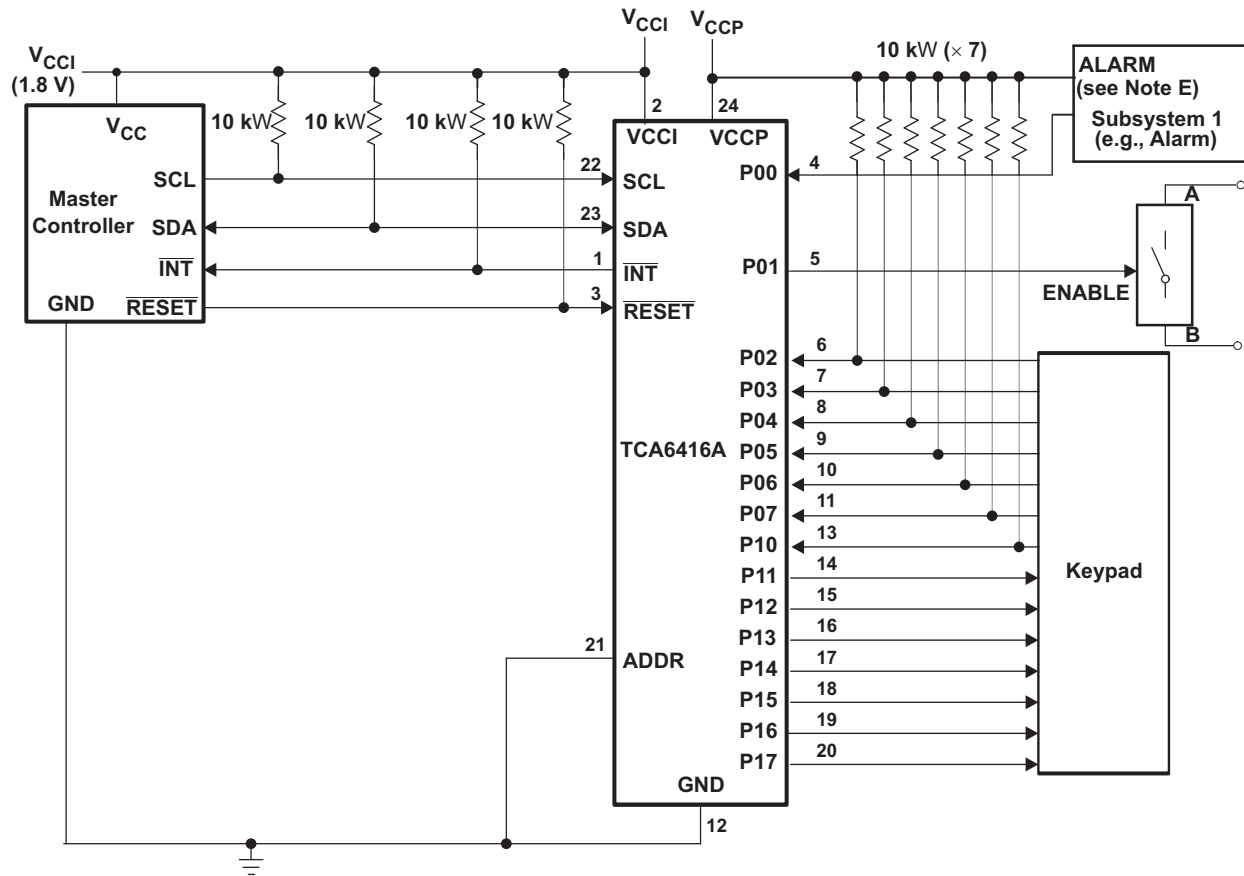 V_CCI
V_CCP
V_CCI
(1.8 V)
10 kW (× 7)
ALARM
(see Note E)
Subsystem 1
(e.g., Alarm)
V_CC
10 kW
10 kW
10 kW
10 kW
2
24
VCCI
VCCP
Master
Controller
SCL
SDA
INT
RESET
GND
22
23
1
3
SCL
SDA
INT
RESET
TCA6416A
21
ADDR
GND
12
P00
4
P01
5
ENABLE
A
B
P02
6
P03
7
P04
8
P05
9
P06
10
P07
11
P10
13
P11
14
P12
15
P13
16
P14
17
P15
18
P16
19
P17
20
Keypad